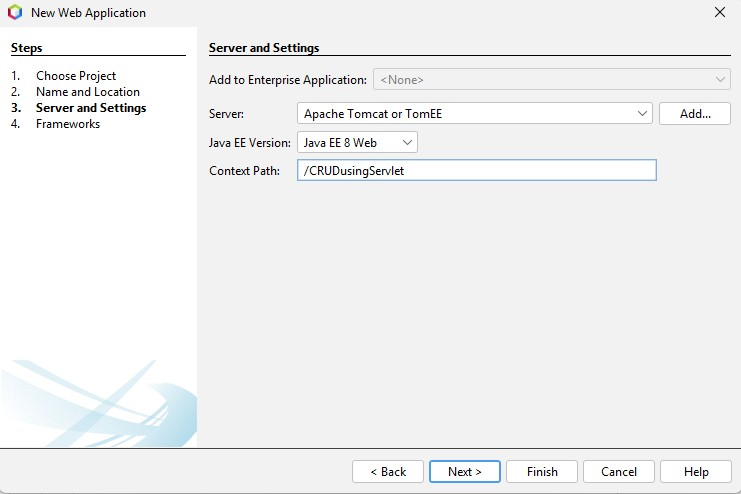 New Web Application
Steps
1. Choose Project
2. Name and Location
3. Server and Settings
4. Frameworks
Server and Settings
Add to Enterprise Application: <None>
Server: Apache Tomcat or TomEE Add...
Java EE Version: Java EE 8 Web
Context Path: /CRUDusingServlet
< Back Next > Finish Cancel Help